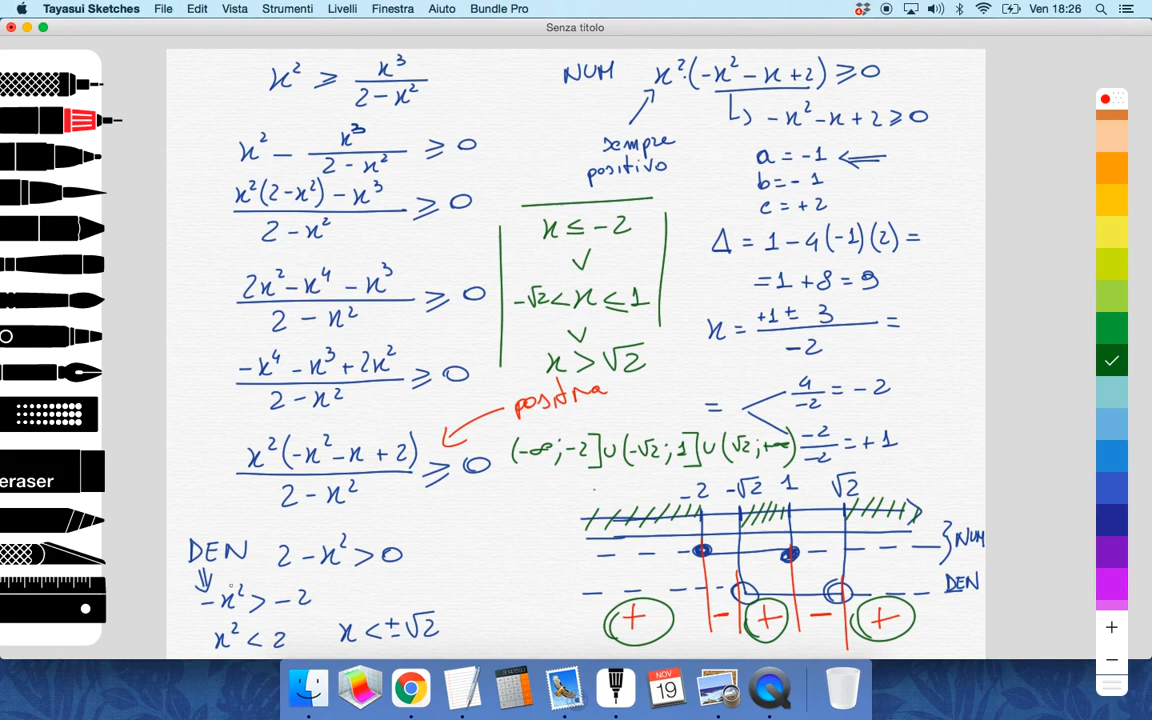 Tayasui Sketches File Edit Vista Strumenti Livelli Finestra Aiuto Bundle Pro Ven 18:26
Senza titolo
x² ≥ x³/(2-x²)
x² - x³/(2-x²) ≥ 0
(x²(2-x²) - x³)/(2-x²) ≥ 0
(2x² - x⁴ - x³)/(2-x²) ≥ 0
(-x⁴ - x³ + 2x²)/(2-x²) ≥ 0
(x²(-x² - x + 2))/(2-x²) ≥ 0
positiva
DEN 2 - x² > 0
-x² > -2
x² < 2 x < ±√2
NUM x²·(-x² - x + 2) ≥ 0
sempre
positivo
-x² - x + 2 ≥ 0
a = -1
b = -1
c = +2
Δ = 1 - 4(-1)(2) =
= 1 + 8 = 9
x = (+1 ± 3)/-2 =
= 4/-2 = -2
-2/-2 = +1
x ≤ -2
∨
-√2 < x ≤ 1
∨
x > √2
(-∞; -2] ∪ (-√2; 1] ∪ (√2; +∞)
-2 -√2 1 √2
NUM
DEN
+ - + - +
eraser
NOV
19